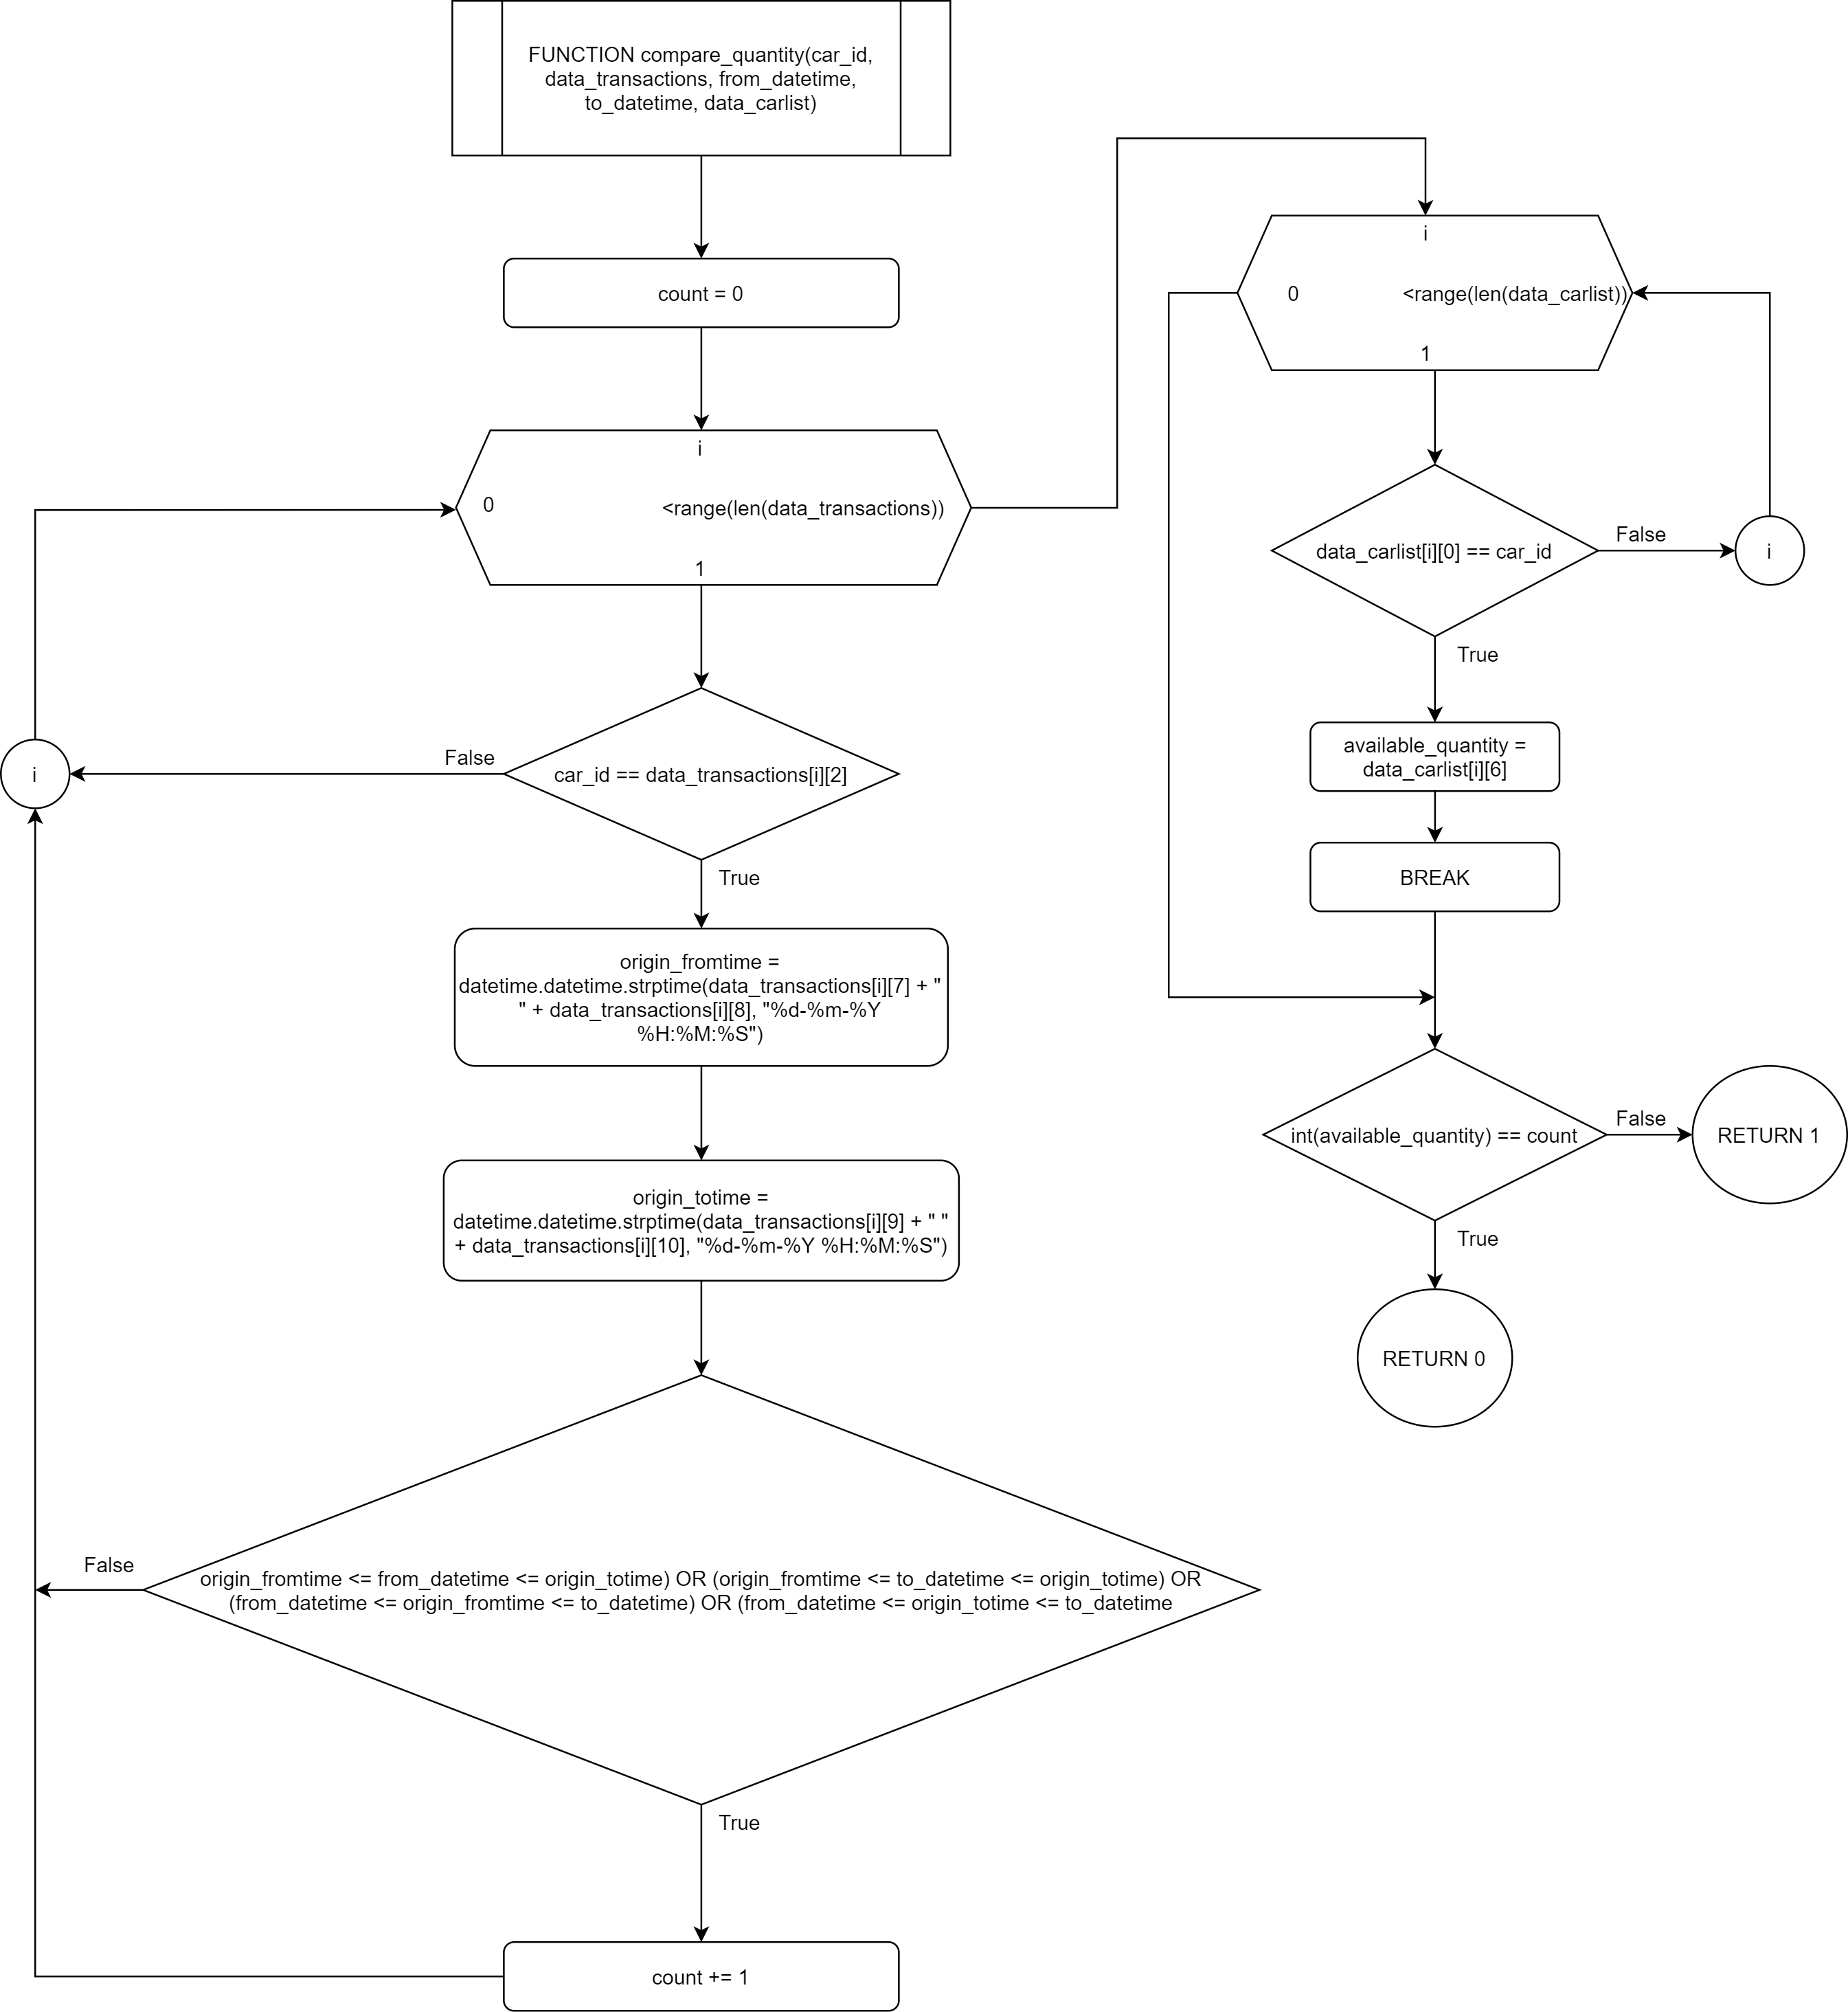 FUNCTION compare_quantity(car_id,
data_transactions, from_datetime,
to_datetime, data_carlist)
count = 0
i
0
<range(len(data_transactions))
1
car_id == data_transactions[i][2]
False
i
True
origin_fromtime =
datetime.datetime.strptime(data_transactions[i][7] + "
" + data_transactions[i][8], "%d-%m-%Y
%H:%M:%S")
origin_totime =
datetime.datetime.strptime(data_transactions[i][9] + " "
+ data_transactions[i][10], "%d-%m-%Y %H:%M:%S")
origin_fromtime <= from_datetime <= origin_totime) OR (origin_fromtime <= to_datetime <= origin_totime) OR
(from_datetime <= origin_fromtime <= to_datetime) OR (from_datetime <= origin_totime <= to_datetime
False
True
count += 1
i
0
<range(len(data_carlist))
1
data_carlist[i][0] == car_id
False
i
True
available_quantity =
data_carlist[i][6]
BREAK
int(available_quantity) == count
False
RETURN 1
True
RETURN 0